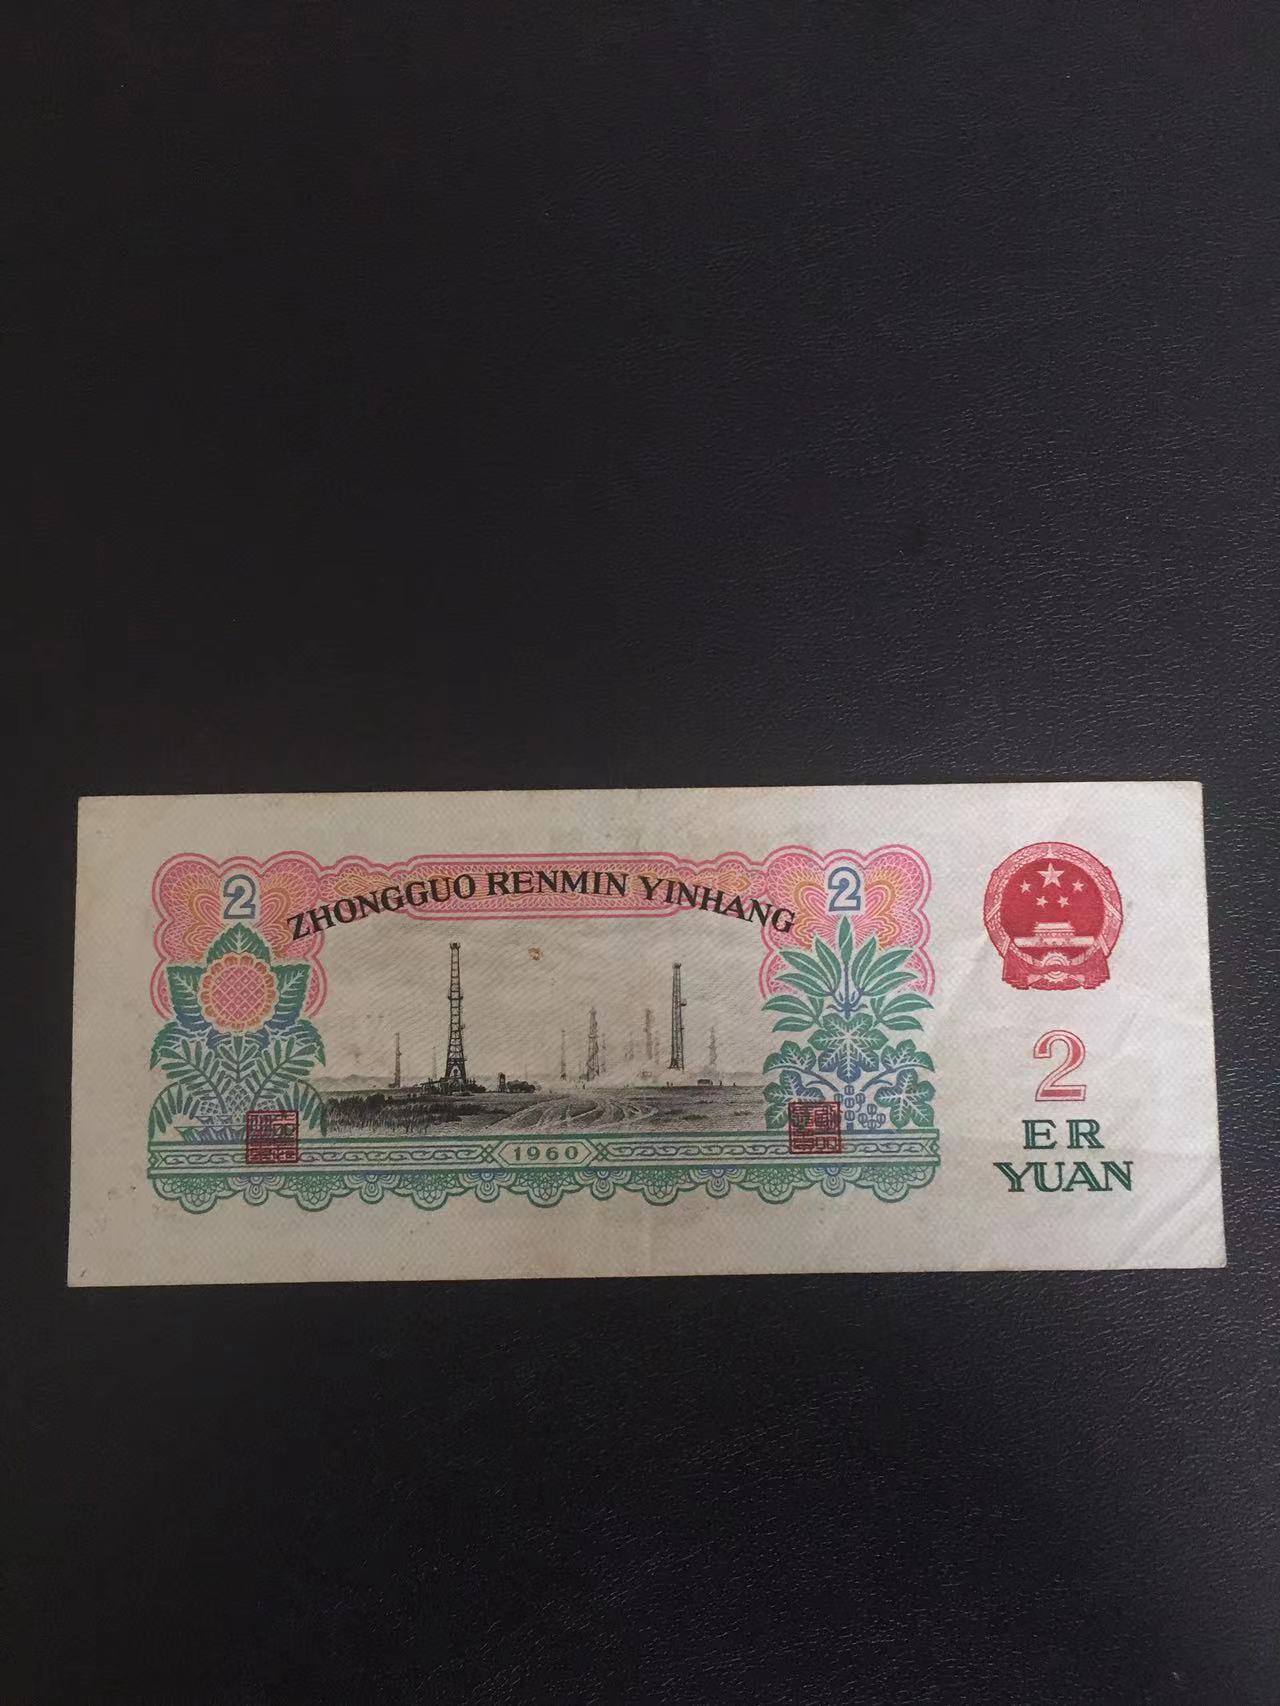 2
ZHONGGUO RENMIN YINHANG
2
1960
2
ER
YUAN